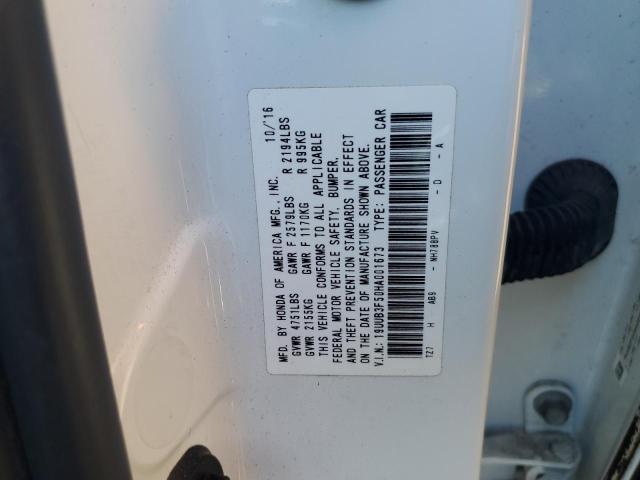 MFD. BY HONDA OF AMERICA MFG., INC. 10/'16
GVWR 4751LBS GAWR F 2579LBS R 2194LBS
GVWR 2155KG GAWR F 1170KG R 995KG
THIS VEHICLE CONFORMS TO ALL APPLICABLE
FEDERAL MOTOR VEHICLE SAFETY, BUMPER,
AND THEFT PREVENTION STANDARDS IN EFFECT
ON THE DATE OF MANUFACTURE SHOWN ABOVE.
V.I.N.: 19UUB3F50HA001673 TYPE: PASSENGER CAR
TZ7 H AB9 - NH788PV - D - A